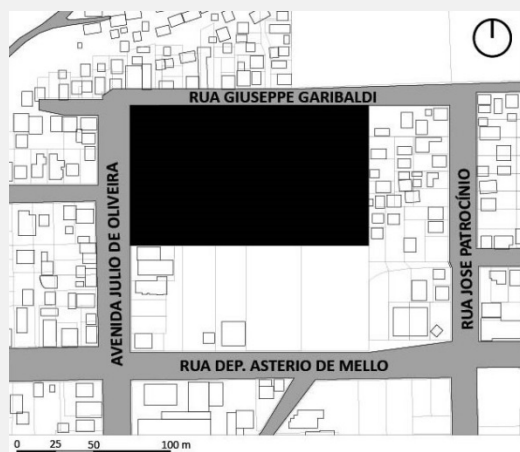 RUA GIUSEPPE GARIBALDI
AVENIDA JULIO DE OLIVEIRA
RUA JOSE PATROCÍNIO
RUA DEP. ASTERIO DE MELLO
0 25 50 100 m